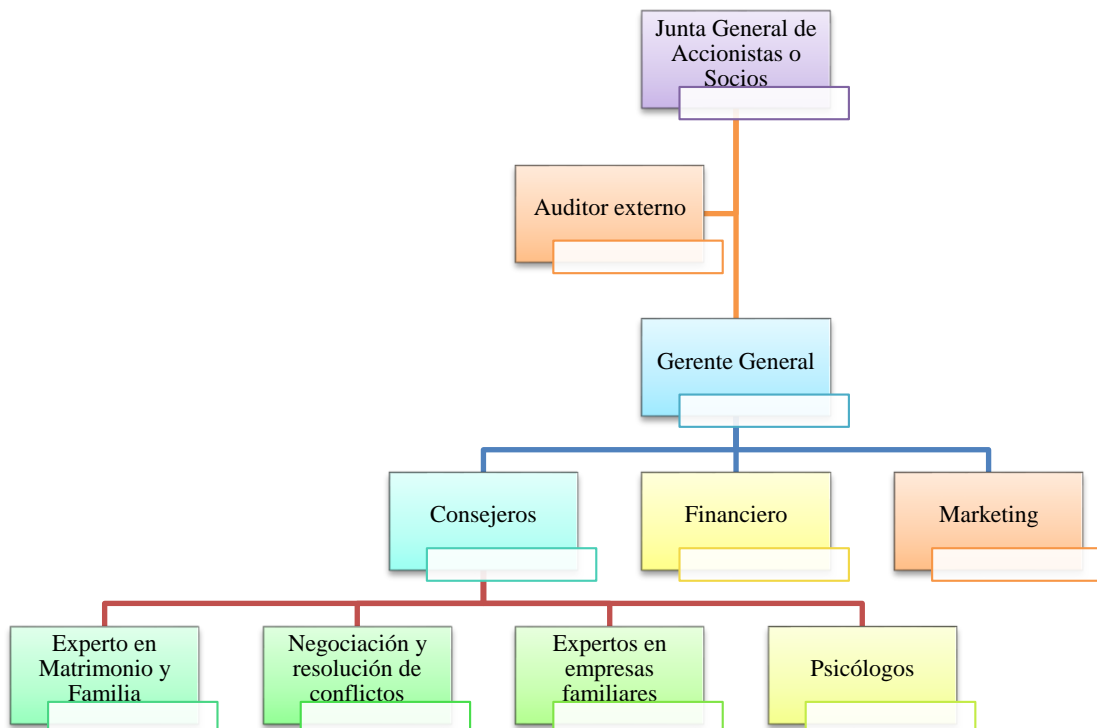 Junta General de
Accionistas o
Socios
Auditor externo
Gerente General
Consejeros
Financiero
Marketing
Experto en
Matrimonio y
Familia
Negociación y
resolución de
conflictos
Expertos en
empresas
familiares
Psicólogos